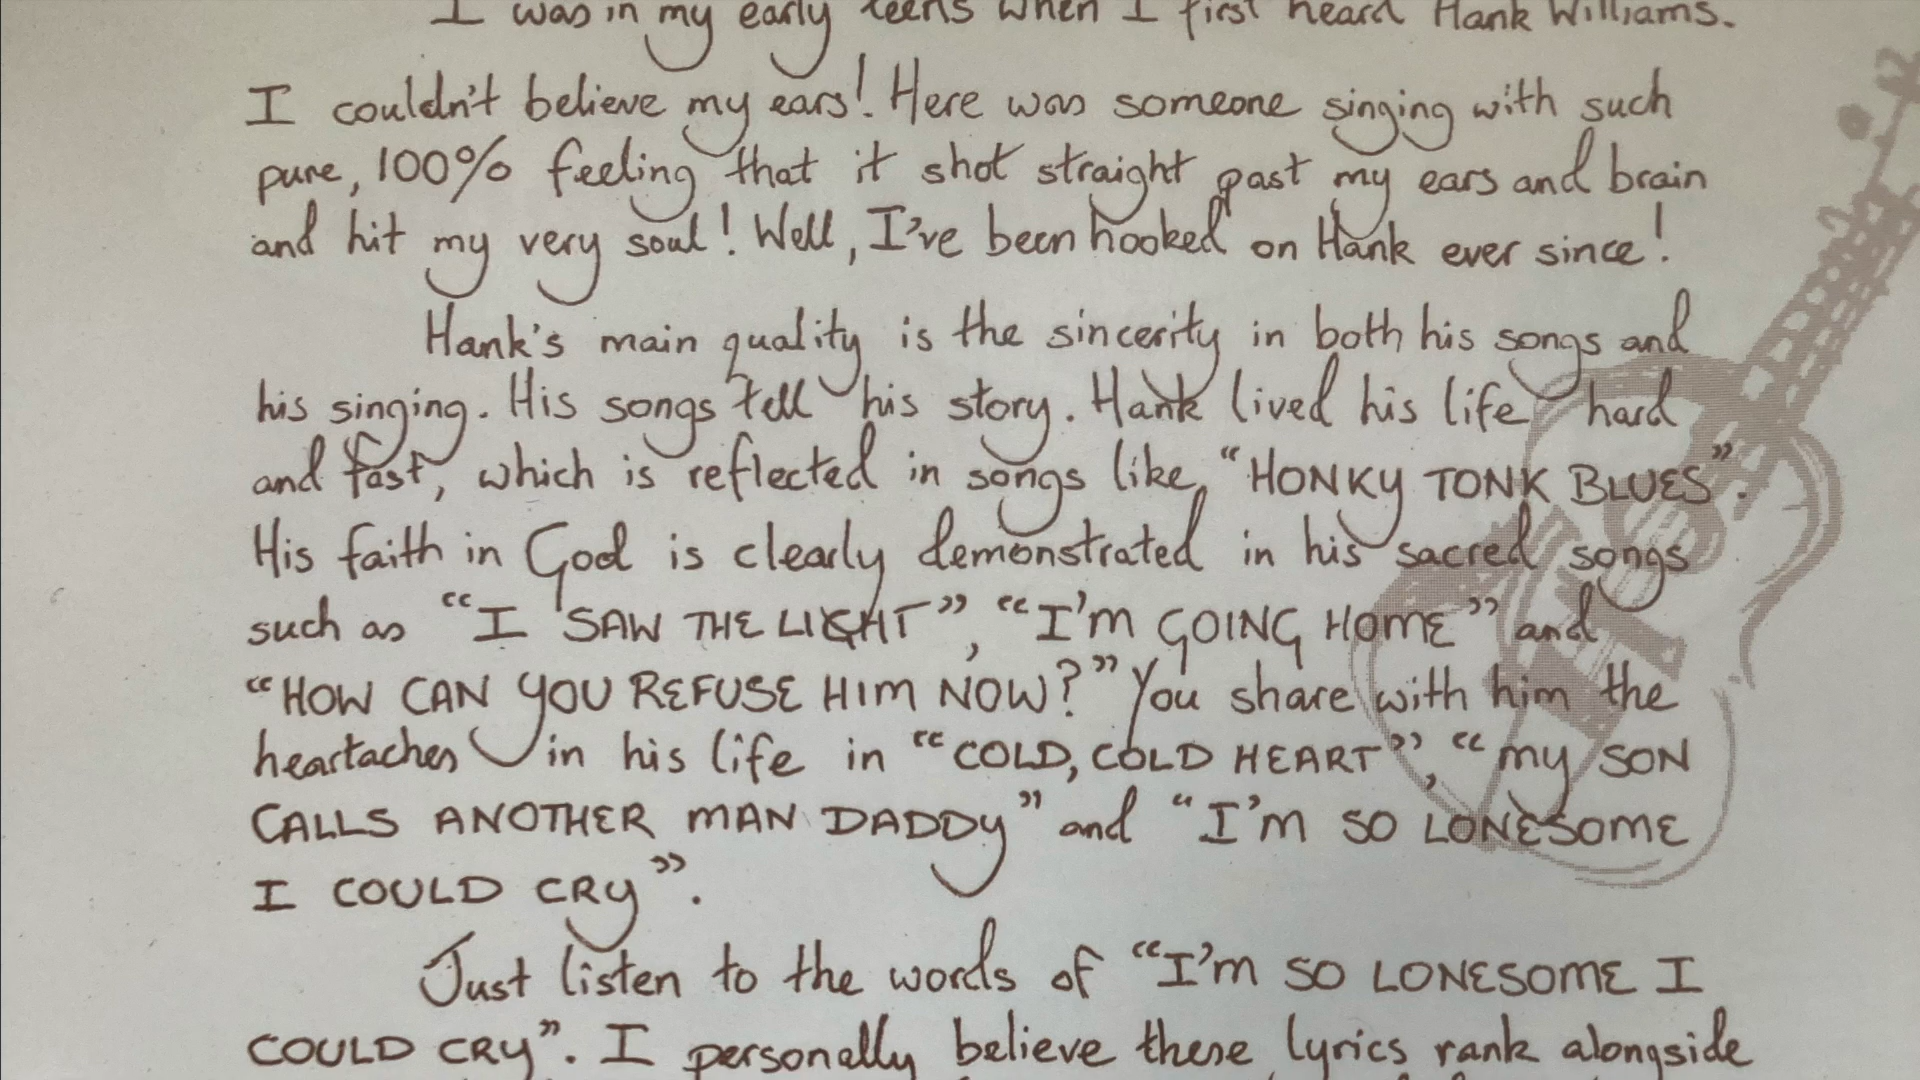 I was in my early teens when I first heard Hank Williams.
I couldn't believe my ears! Here was someone singing with such
pure, 100% feeling that it shot straight past my ears and brain
and hit my very soul! Well, I've been hooked on Hank ever since!
Hank's main quality is the sincerity in both his songs and
his singing. His songs tell his story. Hank lived his life hard
and fast, which is reflected in songs like "HONKY TONK BLUES".
His faith in God is clearly demonstrated in his sacred songs
such as "I SAW THE LIGHT", "I'M GOING HOME" and
"HOW CAN YOU REFUSE HIM NOW?" You share with him the
heartaches in his life in "COLD, COLD HEART", "MY SON
CALLS ANOTHER MAN DADDY" and "I'M SO LONESOME
I COULD CRY".
Just listen to the words of "I'M SO LONESOME I
COULD CRY". I personally believe these lyrics rank alongside